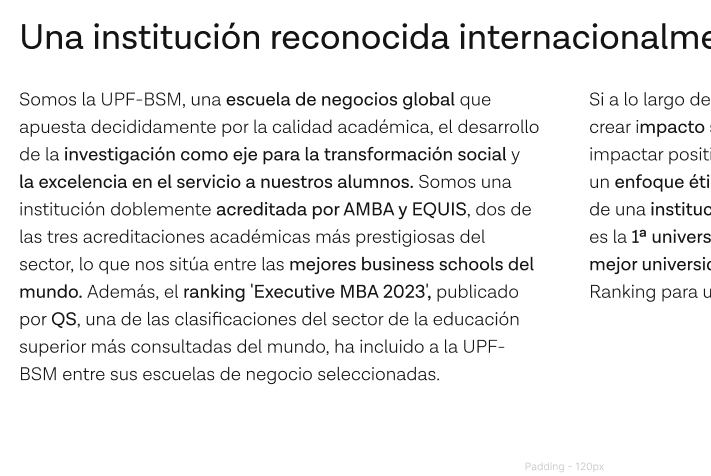 Una institución reconocida internacionalme
Somos la UPF-BSM, una escuela de negocios global que
apuesta decididamente por la calidad académica, el desarrollo
de la investigación como eje para la transformación social y
la excelencia en el servicio a nuestros alumnos. Somos una
institución doblemente acreditada por AMBA y EQUIS, dos de
las tres acreditaciones académicas más prestigiosas del
sector, lo que nos sitúa entre las mejores business schools del
mundo. Además, el ranking 'Executive MBA 2023', publicado
por QS, una de las clasificaciones del sector de la educación
superior más consultadas del mundo, ha incluido a la UPF-
BSM entre sus escuelas de negocio seleccionadas.
Si a lo largo de
crear impacto s
impactar positi
un enfoque éti
de una instituc
es la 1ª univers
mejor universid
Ranking para u
Padding - 120px